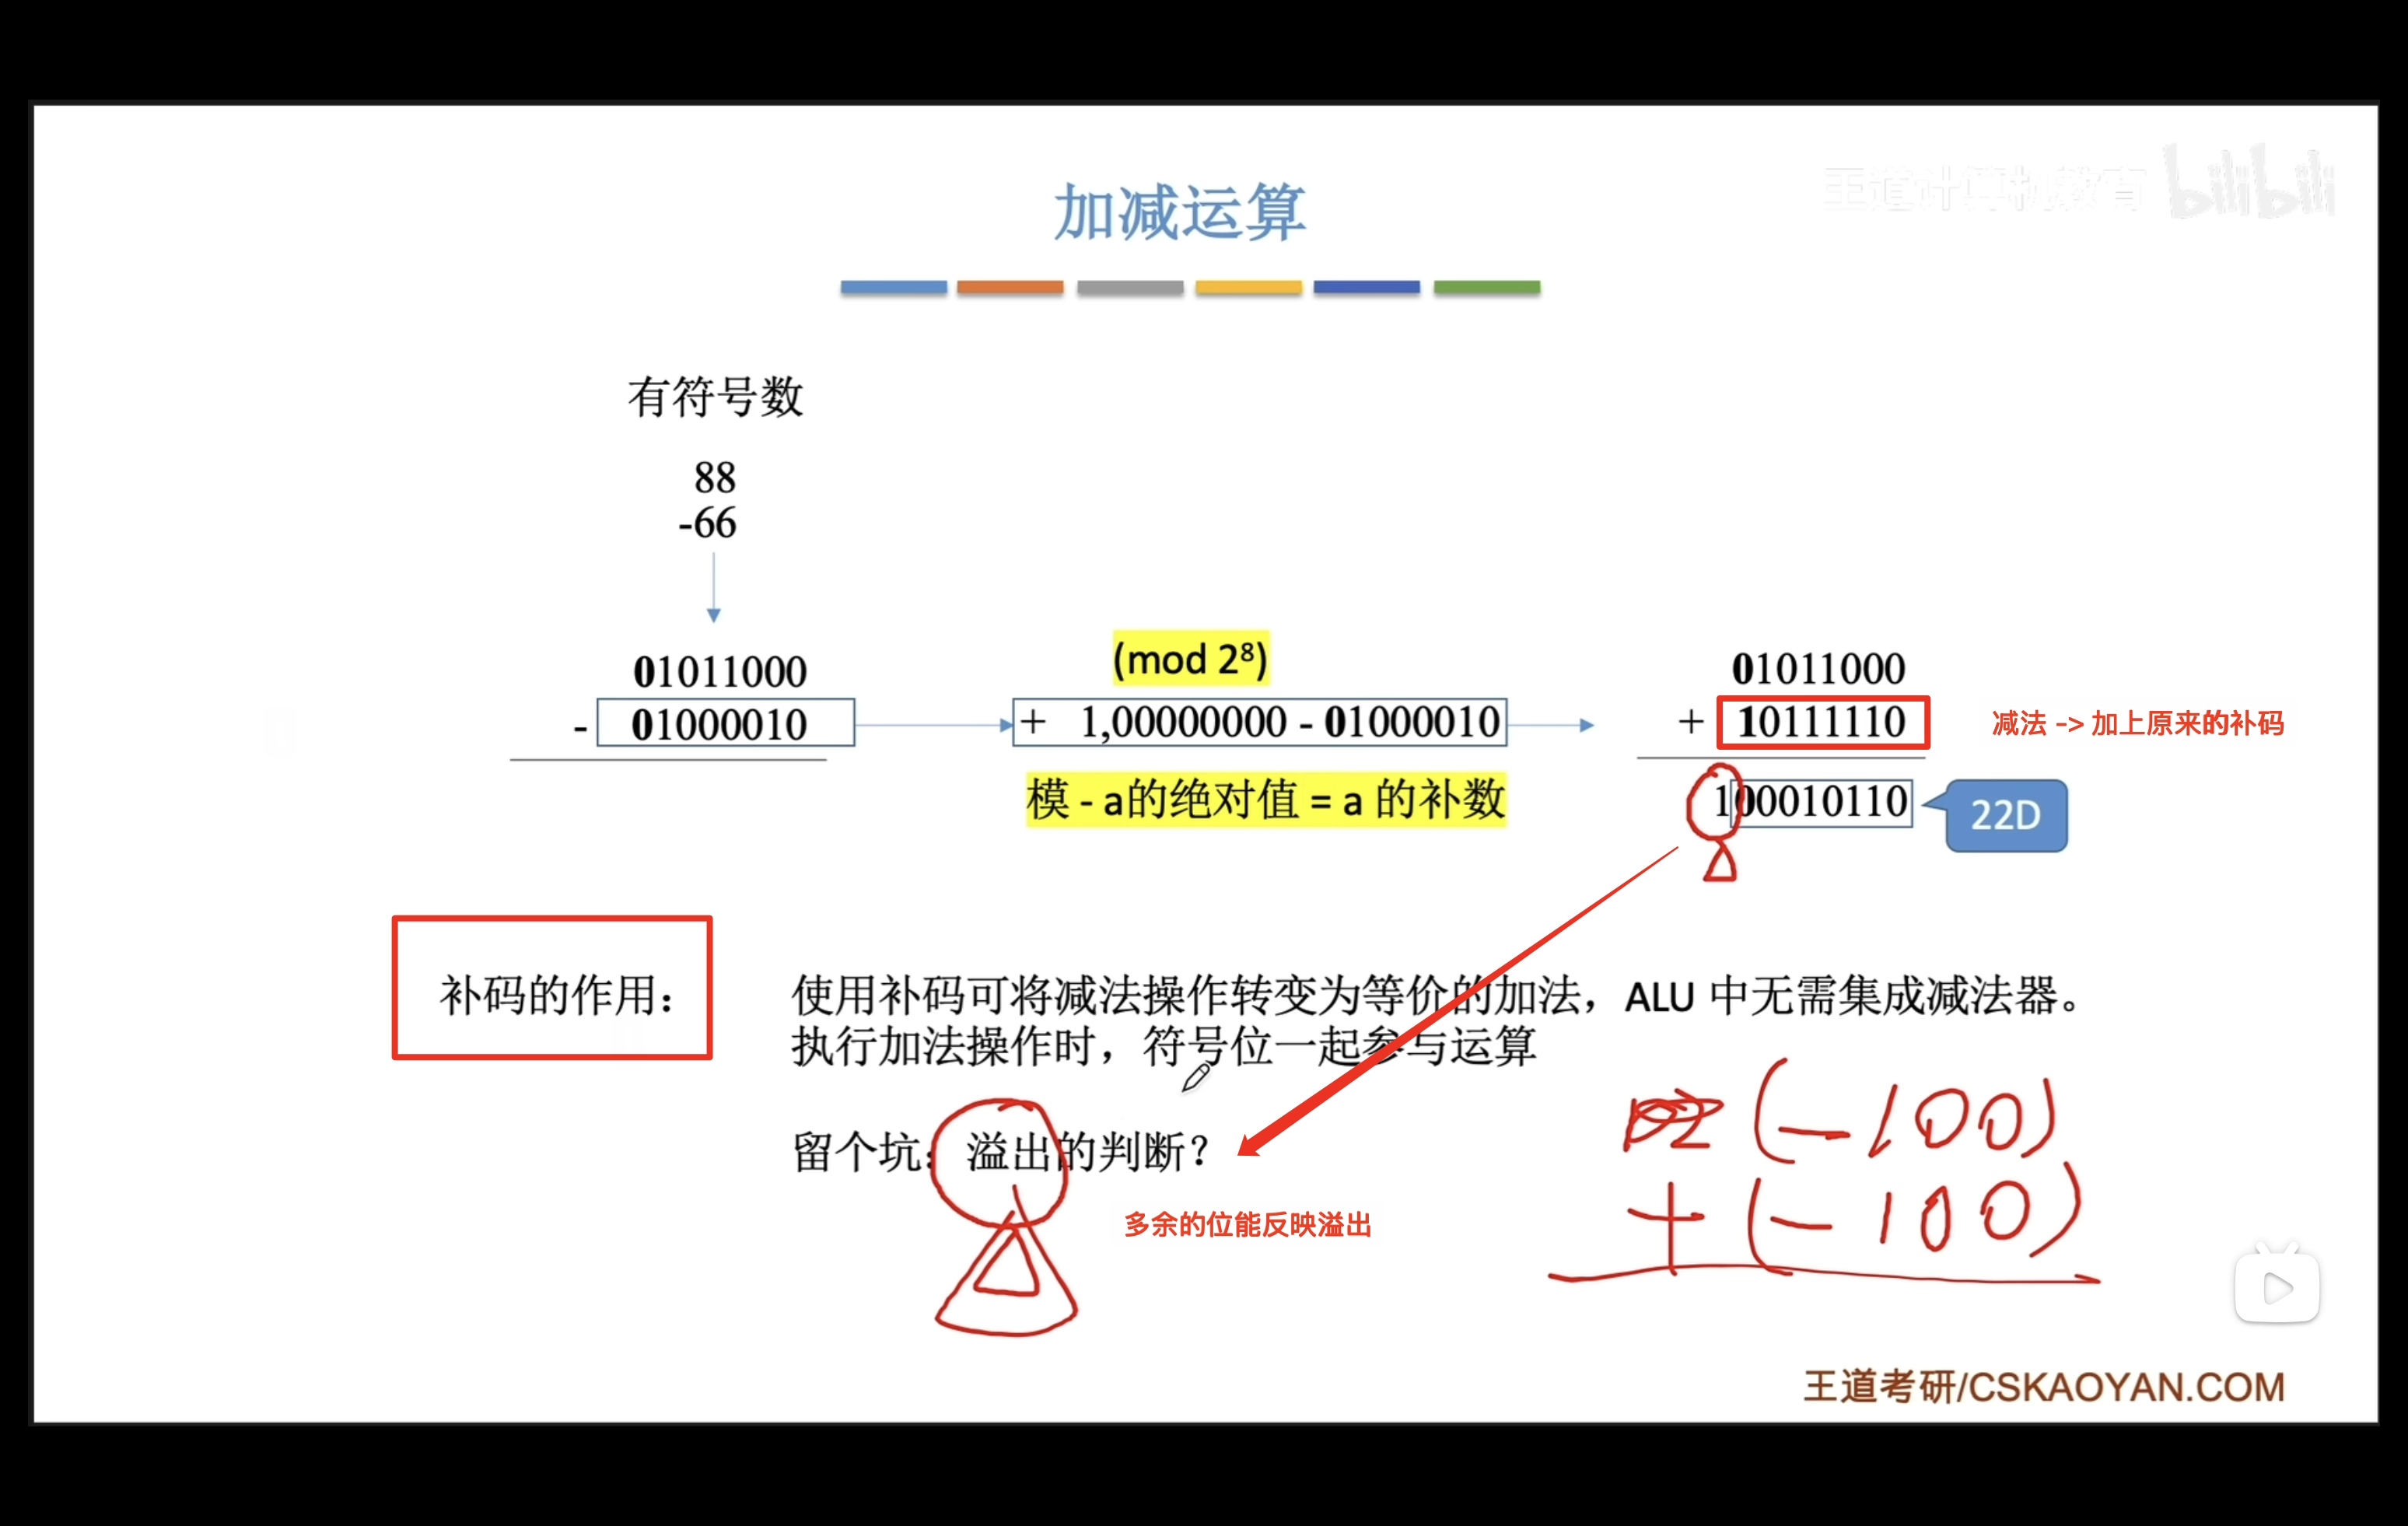 加减运算
王道计算机教育 bilibili
有符号数
88
-66
01011000
- 01000010
(mod 2⁸)
+ 1,00000000 - 01000010
模 - a的绝对值 = a 的补数
01011000
+ 10111110
减法 -> 加上原来的补码
100010110
22D
补码的作用：
使用补码可将减法操作转变为等价的加法，ALU 中无需集成减法器。
执行加法操作时，符号位一起参与运算
留个坑：溢出的判断？
多余的位能反映溢出
(-100)
+ (-100)
王道考研/CSKAOYAN.COM